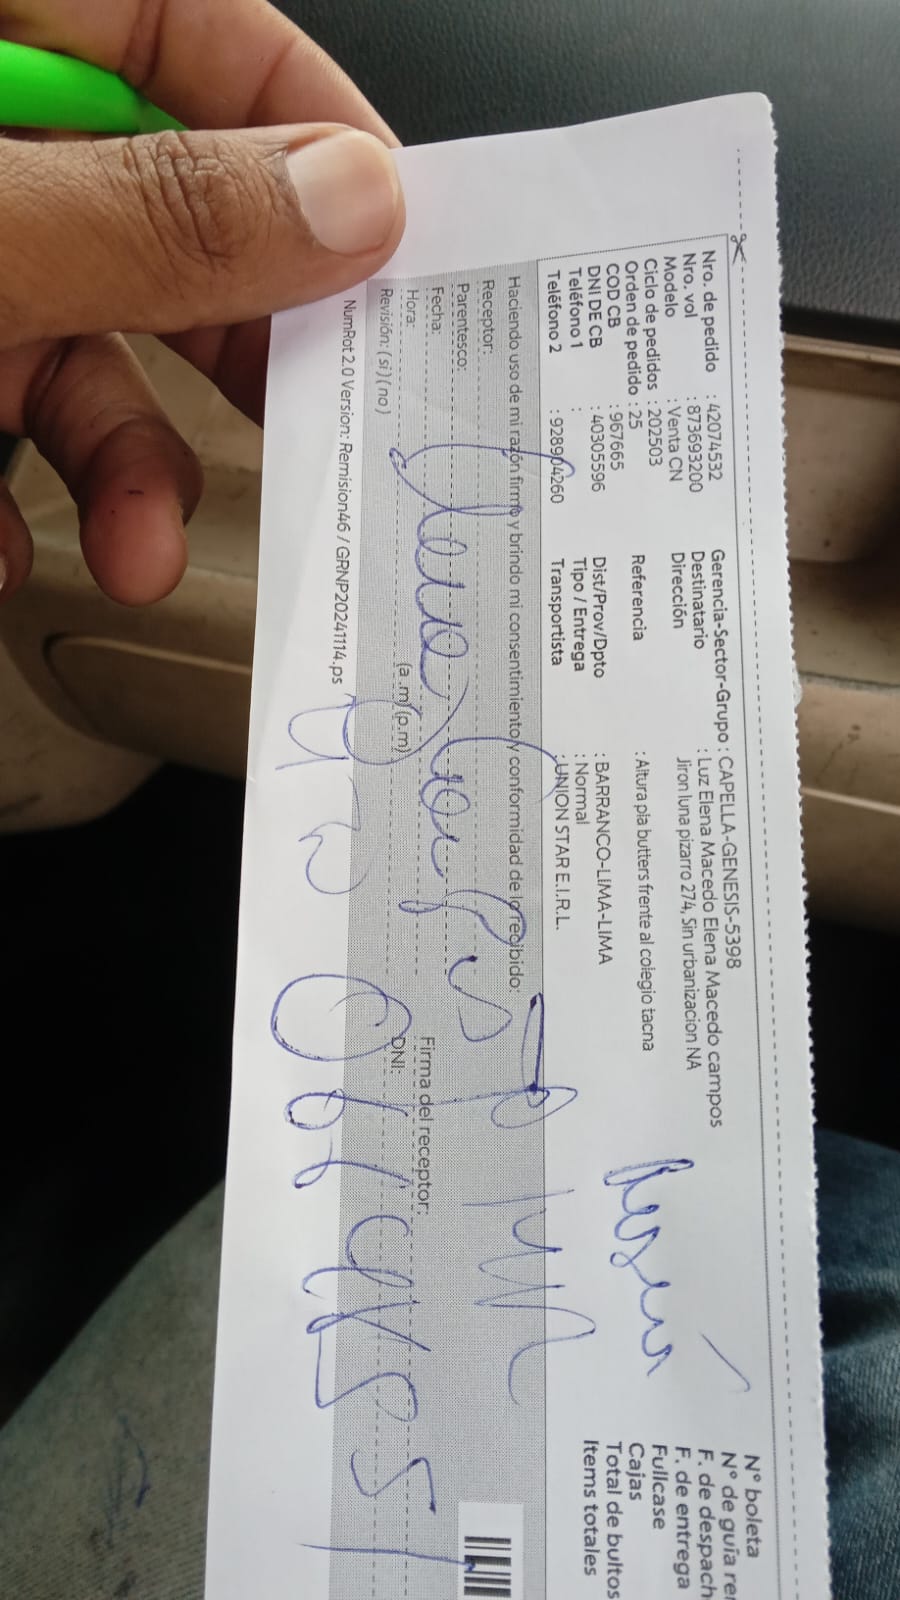 Nro. de pedido : 42074532
Nro. vol : 873693200
Modelo : Venta CN
Ciclo de pedidos : 202503
Orden de pedido : 25
COD CB : 967665
DNI DE CB : 40305596
Teléfono 1 :
Teléfono 2 : 928904260
Gerencia-Sector-Grupo : CAPELLA-GENESIS-5398
Destinatario : Luz Elena Macedo Elena Macedo campos
Dirección Jiron luna pizarro 274, Sin urbanizacion NA
Referencia : Altura pia butters frente al colegio tacna
Dist/Prov/Dpto : BARRANCO-LIMA-LIMA
Tipo / Entrega : Normal
Transportista : UNION STAR E.I.R.L.
N° boleta
N° de guía
F. de
F. de entrega
Fullcase
Cajas
Total de bultos
Items totales
Haciendo uso de mi razón firmo y brindo mi consentimiento y conformidad de lo recibido:
Receptor:
Parentesco:
Fecha:
Hora: (a.m) (p.m)
Revisión: (si) (no)
Firma del receptor:
DNI:
NumRot 2.0 Version: Remision46 / GRNP20241114.ps